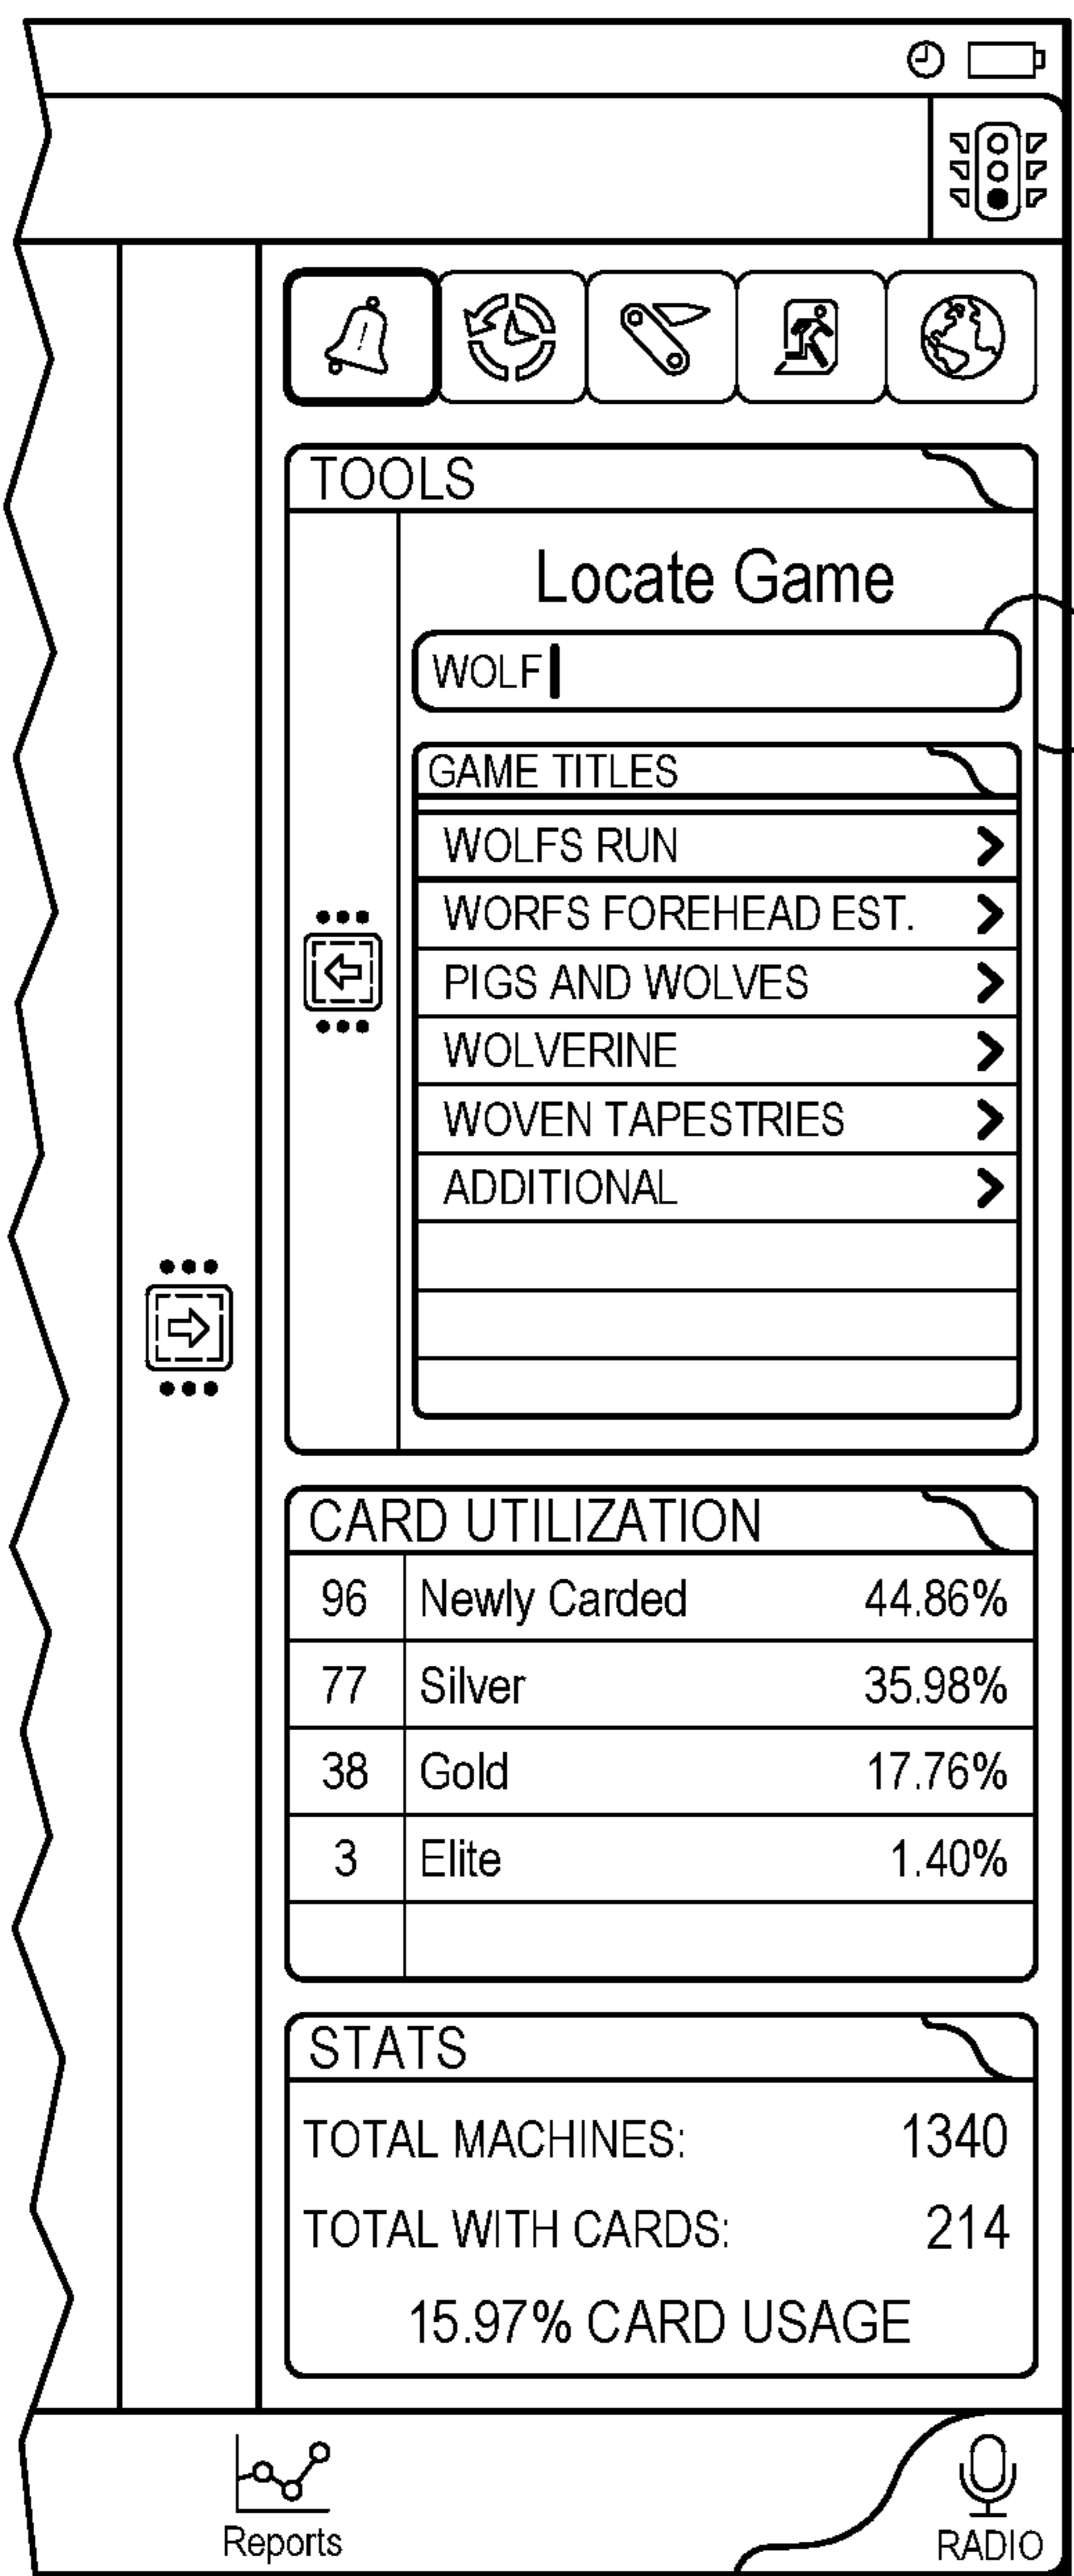 TOOLS
Locate Game
WOLF
GAME TITLES
WOLFS RUN
WORFS FOREHEAD EST.
PIGS AND WOLVES
WOLVERINE
WOVEN TAPESTRIES
ADDITIONAL
CARD UTILIZATION
96 Newly Carded 44.86%
77 Silver 35.98%
38 Gold 17.76%
3 Elite 1.40%
STATS
TOTAL MACHINES: 1340
TOTAL WITH CARDS: 214
15.97% CARD USAGE
Reports
RADIO